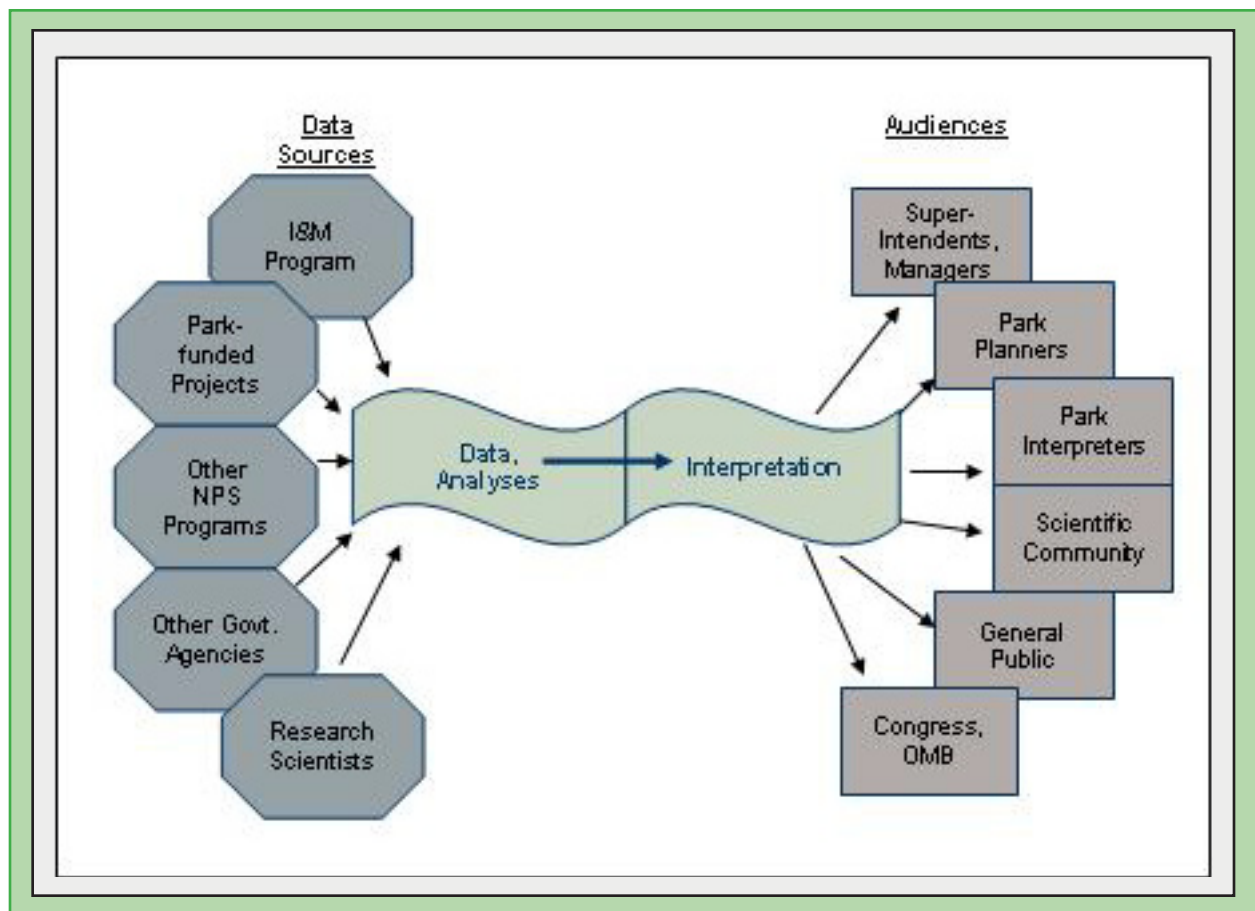 Data
Sources
I&M
Program
Park-
funded
Projects
Other
NPS
Programs
Other Govt.
Agencies
Research
Scientists
Data,
Analyses
Interpretation
Audiences
Super-
Intendents,
Managers
Park
Planners
Park
Interpreters
Scientific
Community
General
Public
Congress,
OMB